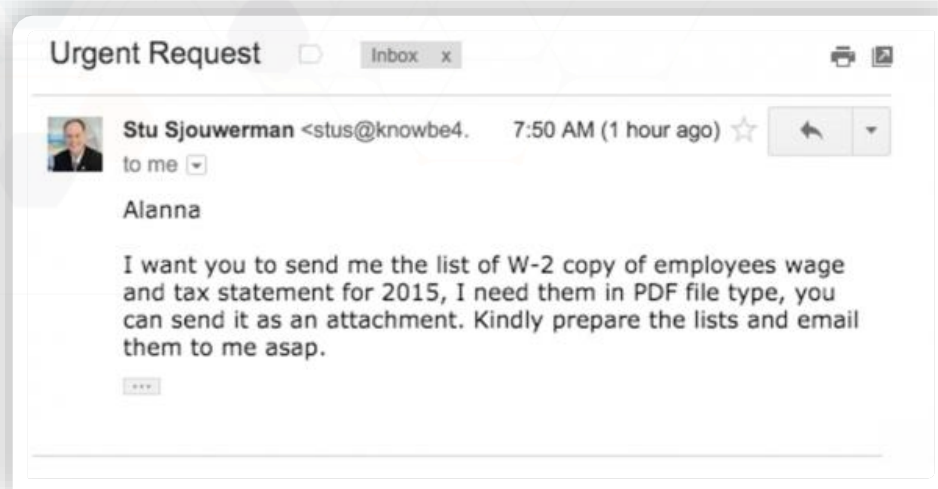 Urgent Request Inbox x
Stu Sjouwerman <stus@knowbe4. 7:50 AM (1 hour ago)
to me
Alanna
I want you to send me the list of W-2 copy of employees wage
and tax statement for 2015, I need them in PDF file type, you
can send it as an attachment. Kindly prepare the lists and email
them to me asap.